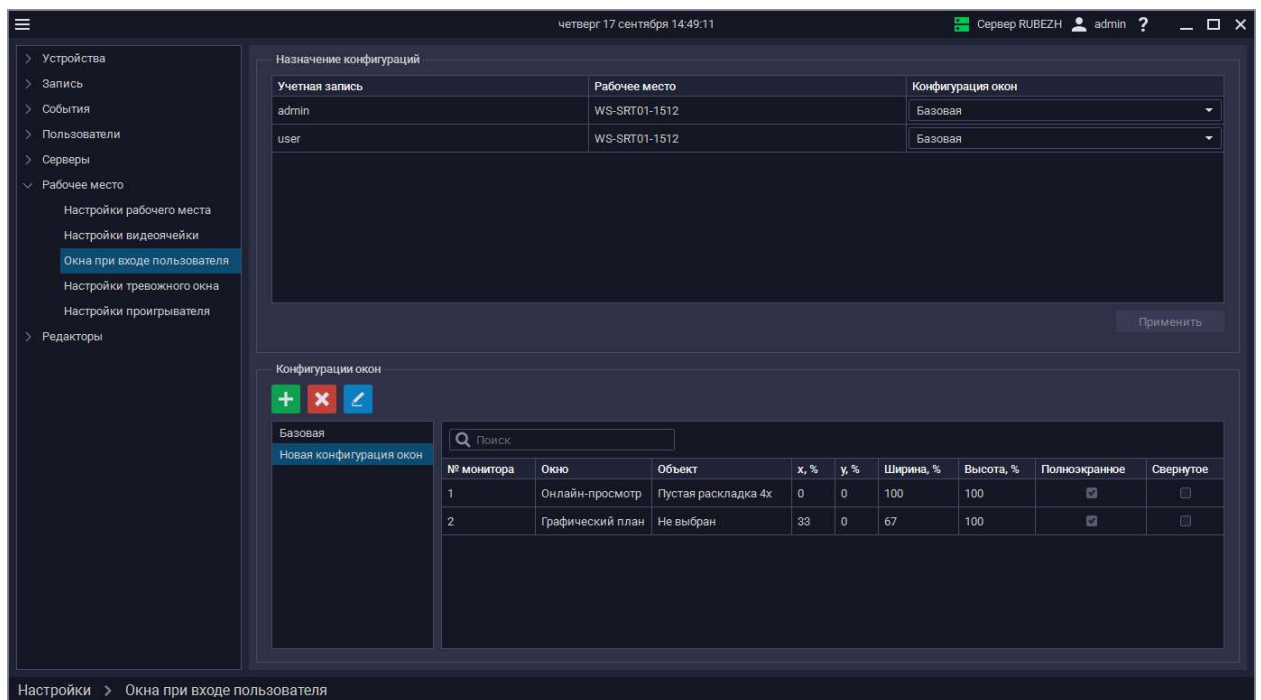 четверг 17 сентября 14:49:11 Сервер RUBEZH admin ?
Устройства
Запись
События
Пользователи
Серверы
Рабочее место
Настройки рабочего места
Настройки видеоячейки
Окна при входе пользователя
Настройки тревожного окна
Настройки проигрывателя
Редакторы
Назначение конфигураций
Учетная запись Рабочее место Конфигурация окон
admin WS-SRT01-1512 Базовая
user WS-SRT01-1512 Базовая
Применить
Конфигурации окон
Базовая
Новая конфигурация окон
Поиск
№ монитора Окно Объект x, % y, % Ширина, % Высота, % Полноэкранное Свернутое
1 Онлайн-просмотр Пустая раскладка 4x 0 0 100 100
2 Графический план Не выбран 33 0 67 100
Настройки > Окна при входе пользователя